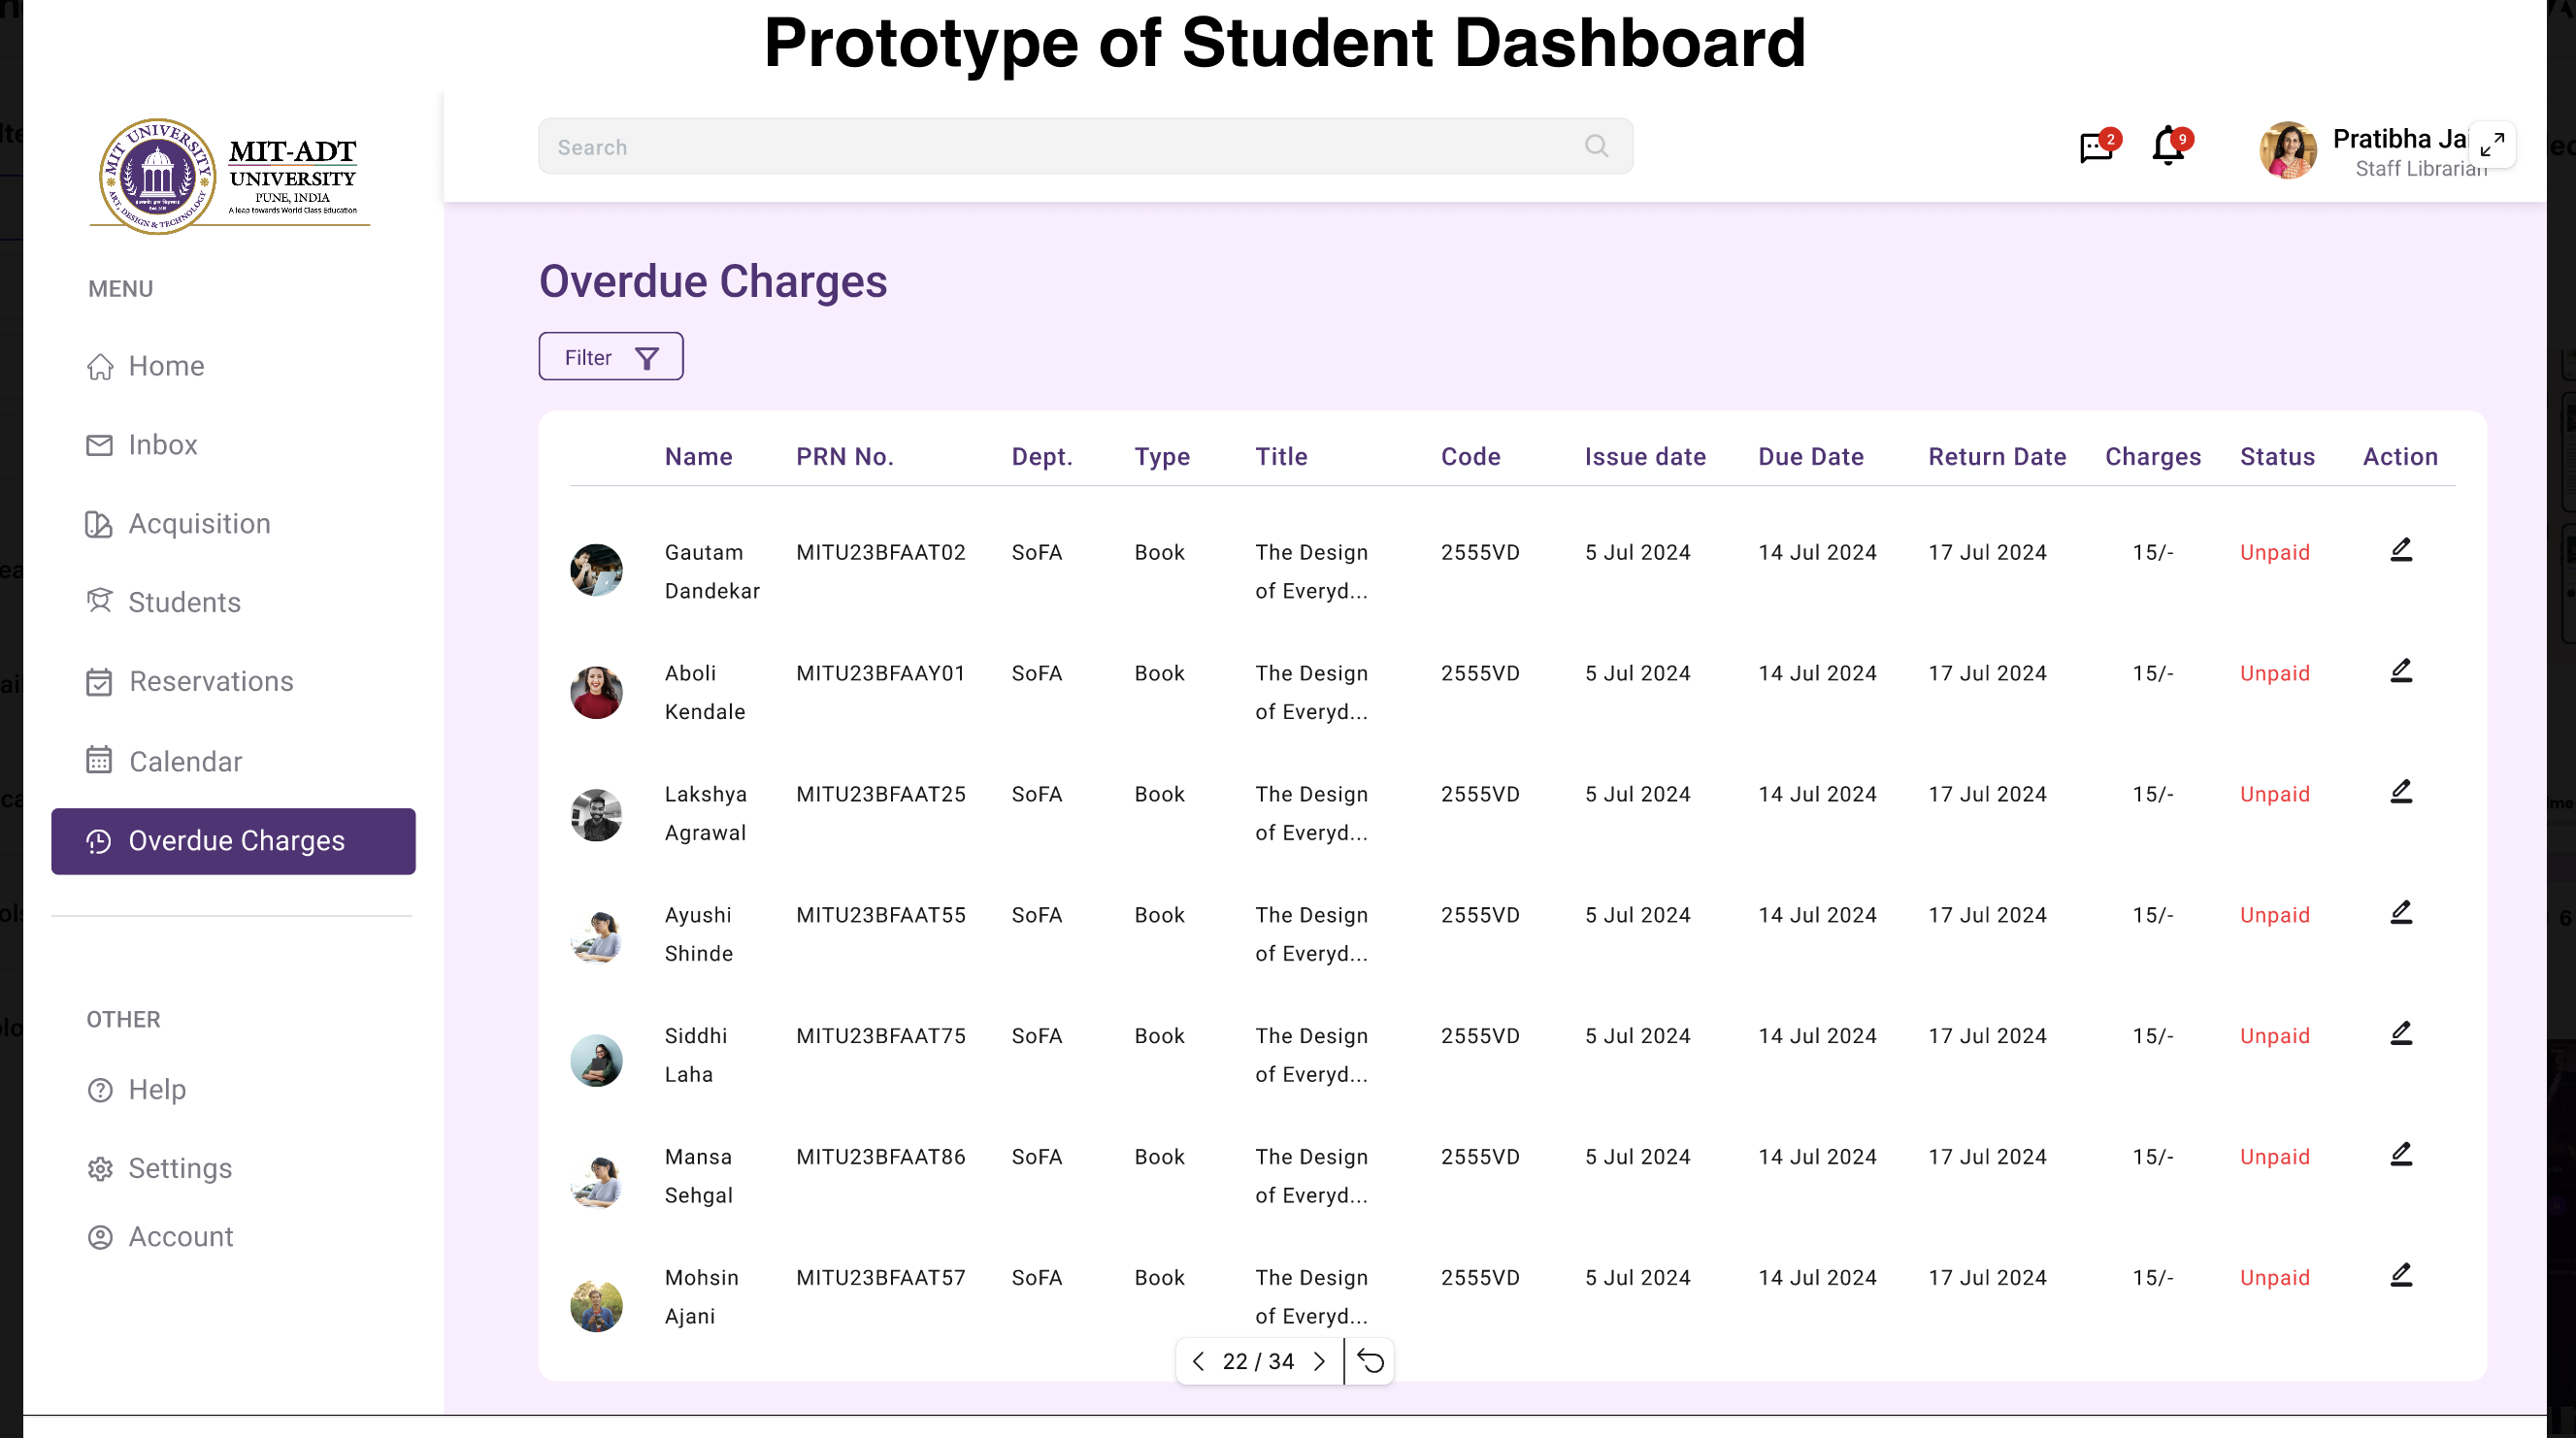 Prototype of Student Dashboard
MIT UNIVERSITY
ART, DESIGN & TECHNOLOGY
MIT-ADT
UNIVERSITY
PUNE, INDIA
A leap towards World Class Education
Search
2
9
Pratibha Jai
Staff Librarian
MENU
Home
Inbox
Acquisition
Students
Reservations
Calendar
Overdue Charges
OTHER
Help
Settings
Account
Overdue Charges
Filter
Name PRN No. Dept. Type Title Code Issue date Due Date Return Date Charges Status Action
Gautam MITU23BFAAT02 SoFA Book The Design 2555VD 5 Jul 2024 14 Jul 2024 17 Jul 2024 15/- Unpaid
Dandekar of Everyd...
Aboli MITU23BFAAY01 SoFA Book The Design 2555VD 5 Jul 2024 14 Jul 2024 17 Jul 2024 15/- Unpaid
Kendale of Everyd...
Lakshya MITU23BFAAT25 SoFA Book The Design 2555VD 5 Jul 2024 14 Jul 2024 17 Jul 2024 15/- Unpaid
Agrawal of Everyd...
Ayushi MITU23BFAAT55 SoFA Book The Design 2555VD 5 Jul 2024 14 Jul 2024 17 Jul 2024 15/- Unpaid
Shinde of Everyd...
Siddhi MITU23BFAAT75 SoFA Book The Design 2555VD 5 Jul 2024 14 Jul 2024 17 Jul 2024 15/- Unpaid
Laha of Everyd...
Mansa MITU23BFAAT86 SoFA Book The Design 2555VD 5 Jul 2024 14 Jul 2024 17 Jul 2024 15/- Unpaid
Sehgal of Everyd...
Mohsin MITU23BFAAT57 SoFA Book The Design 2555VD 5 Jul 2024 14 Jul 2024 17 Jul 2024 15/- Unpaid
Ajani of Everyd...
22 / 34